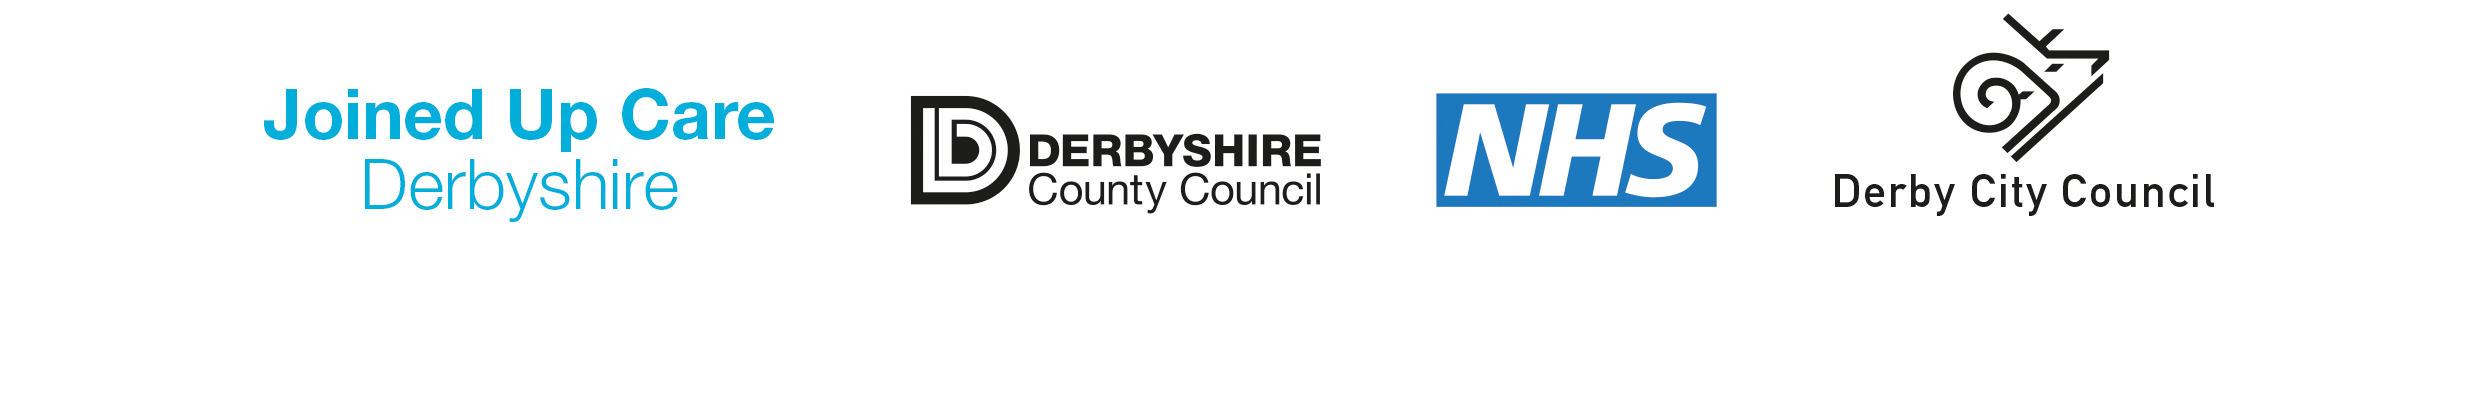 Joined Up Care
Derbyshire
DERBYSHIRE
County Council
NHS
Derby City Council